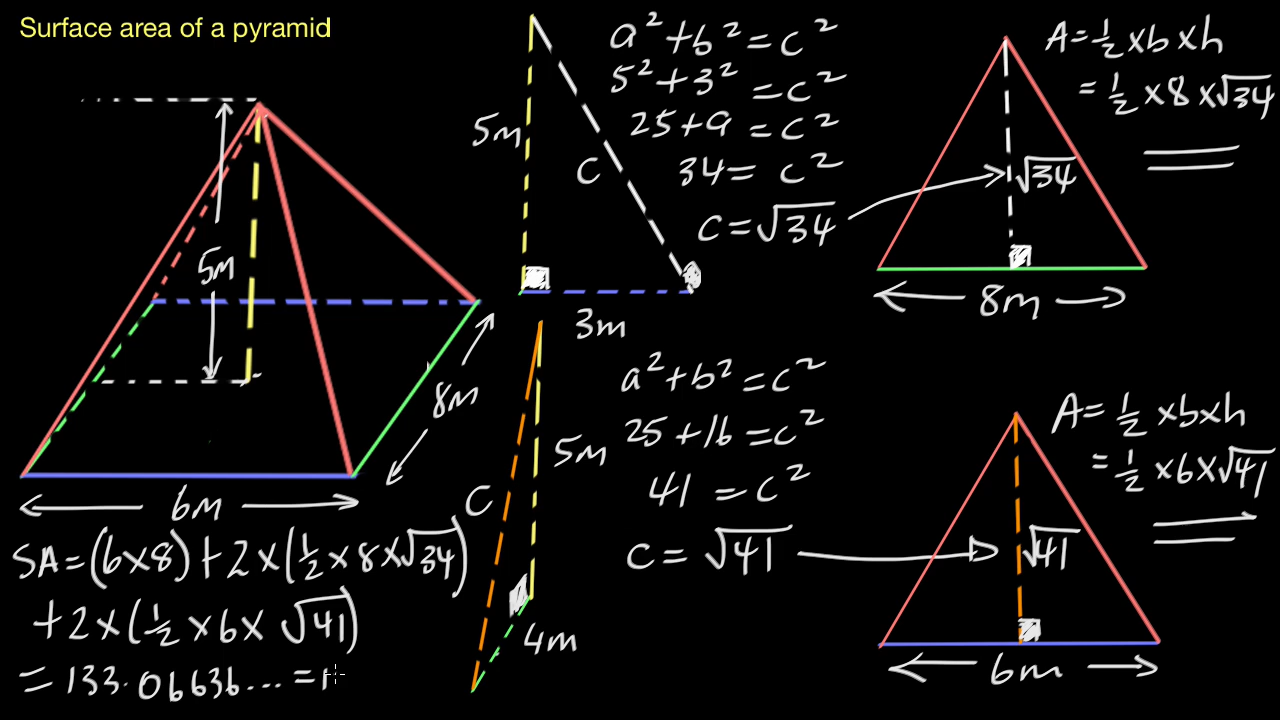 Surface area of a pyramid
5m
8m
6m
SA=(6×8)+2×(½×8×√34)
+2×(½×6×√41)
=133.06636...=1
5m
c
3m
a²+b²=c²
5²+3²=c²
25+9=c²
34=c²
c=√34
A=½×b×h
=½×8×√34
√34
8m
5m
c
4m
a²+b²=c²
25+16=c²
41=c²
c=√41
A=½×b×h
=½×6×√41
√41
6m